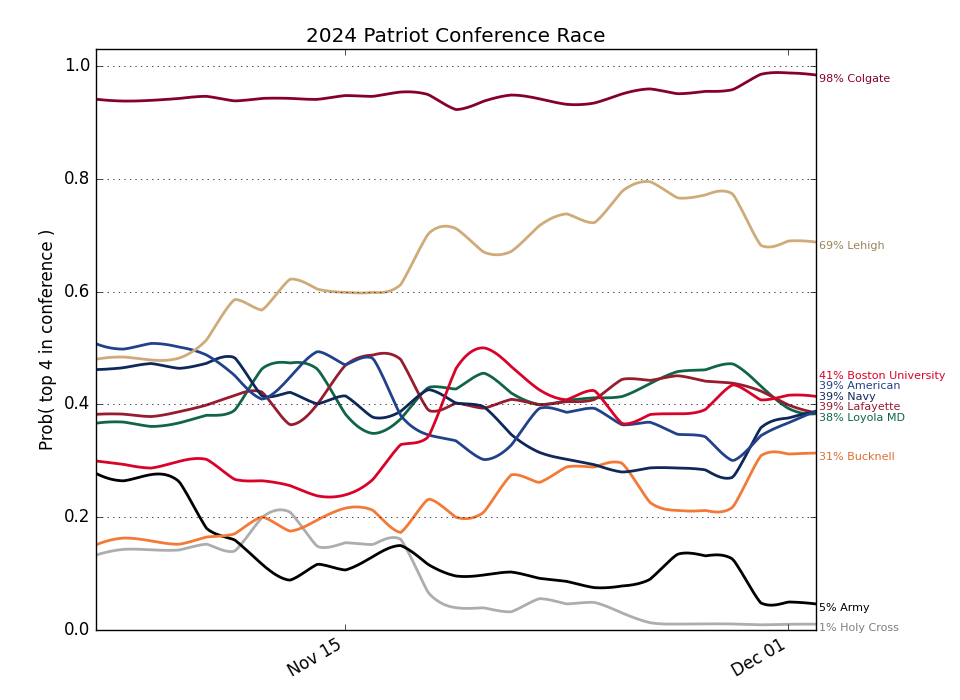 2024 Patriot Conference Race
1.0
0.8
0.6
0.4
0.2
0.0
Prob( top 4 in conference )
98% Colgate
69% Lehigh
41% Boston University
39% American
39% Navy
39% Lafayette
38% Loyola MD
31% Bucknell
5% Army
1% Holy Cross
Nov 15
Dec 01